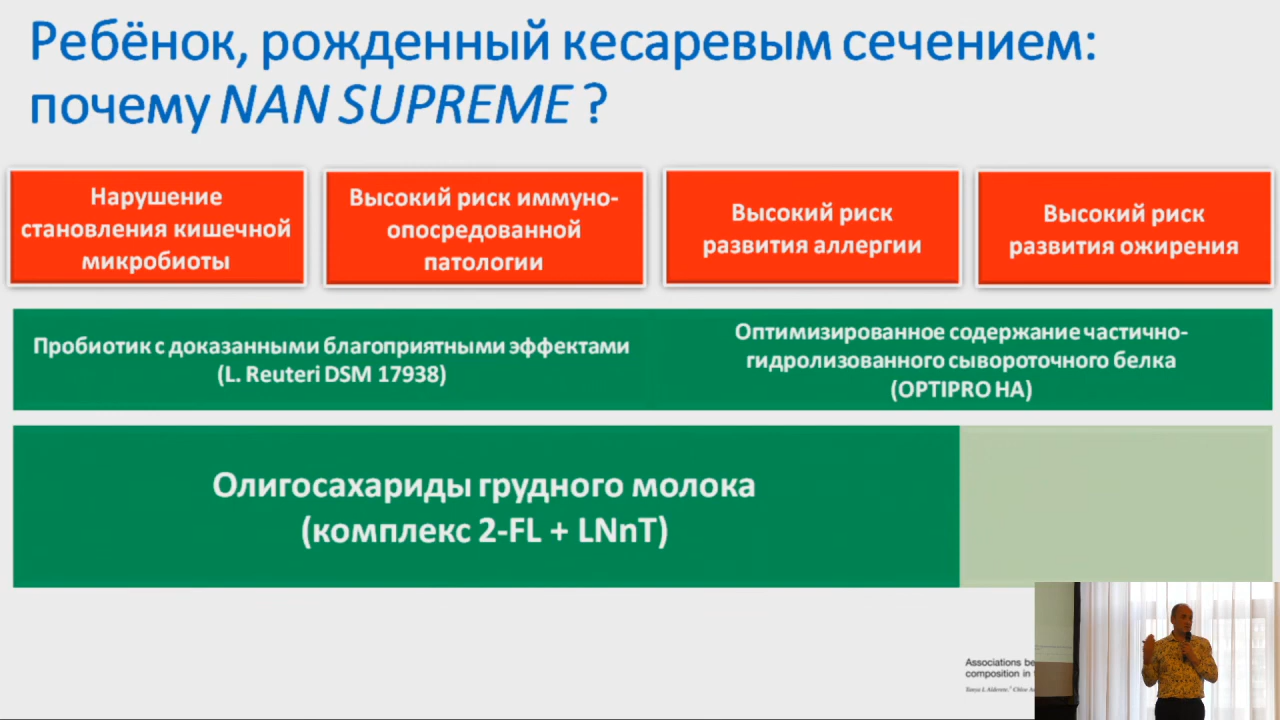 Ребёнок, рожденный кесаревым сечением:
почему NAN SUPREME ?
Нарушение
становления кишечной
микробиоты
Высокий риск иммуно-
опосредованной
патологии
Высокий риск
развития аллергии
Высокий риск
развития ожирения
Пробиотик с доказанными благоприятными эффектами
(L. Reuteri DSM 17938)
Оптимизированное содержание частично-
гидролизованного сывороточного белка
(OPTIPRO HA)
Олигосахариды грудного молока
(комплекс 2-FL + LNnT)
Associations
composition in